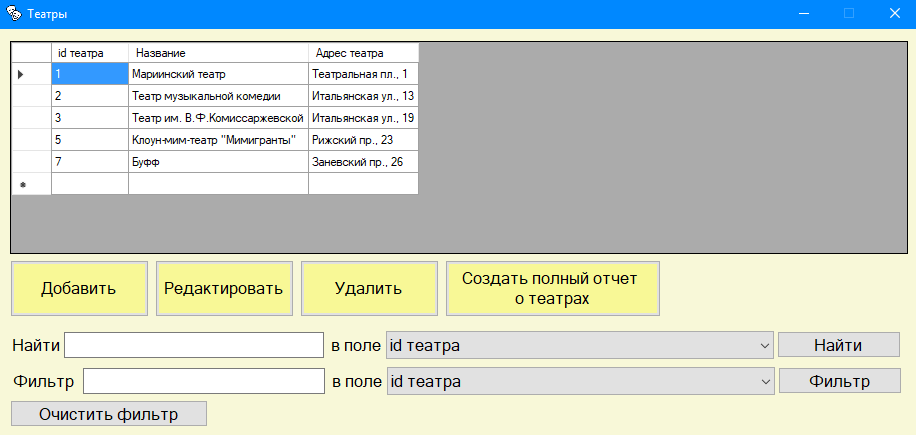 Театры
id театра Название Адрес театра
1 Мариинский театр Театральная пл., 1
2 Театр музыкальной комедии Итальянская ул., 13
3 Театр им. В.Ф.Комиссаржевской Итальянская ул., 19
5 Клоун-мим-театр "Мимигранты" Рижский пр., 23
7 Буфф Заневский пр., 26
Добавить Редактировать Удалить Создать полный отчет
о театрах
Найти в поле id театра Найти
Фильтр в поле id театра Фильтр
Очистить фильтр